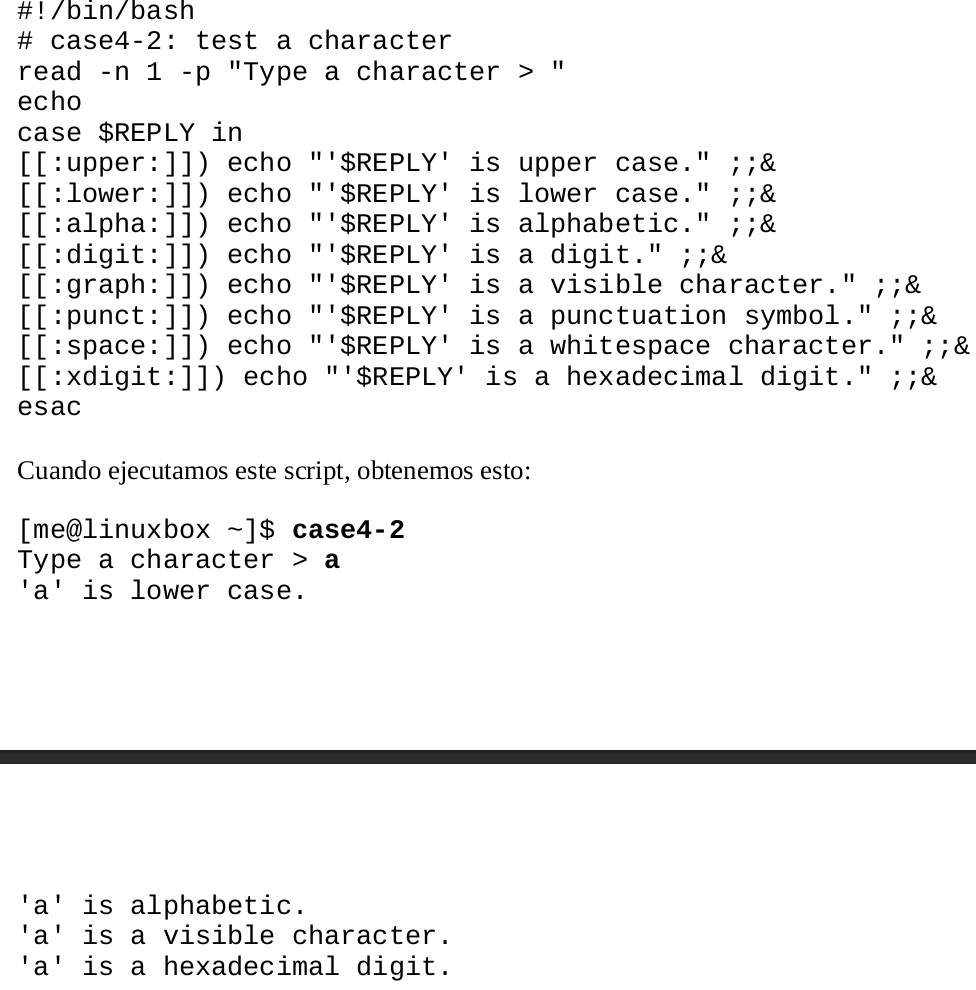 #!/bin/bash
# case4-2: test a character
read -n 1 -p "Type a character > "
echo
case $REPLY in
[[:upper:]]) echo "'$REPLY' is upper case." ;;&
[[:lower:]]) echo "'$REPLY' is lower case." ;;&
[[:alpha:]]) echo "'$REPLY' is alphabetic." ;;&
[[:digit:]]) echo "'$REPLY' is a digit." ;;&
[[:graph:]]) echo "'$REPLY' is a visible character." ;;&
[[:punct:]]) echo "'$REPLY' is a punctuation symbol." ;;&
[[:space:]]) echo "'$REPLY' is a whitespace character." ;;&
[[:xdigit:]]) echo "'$REPLY' is a hexadecimal digit." ;;&
esac
Cuando ejecutamos este script, obtenemos esto:
[me@linuxbox ~]$ case4-2
Type a character > a
'a' is lower case.
'a' is alphabetic.
'a' is a visible character.
'a' is a hexadecimal digit.